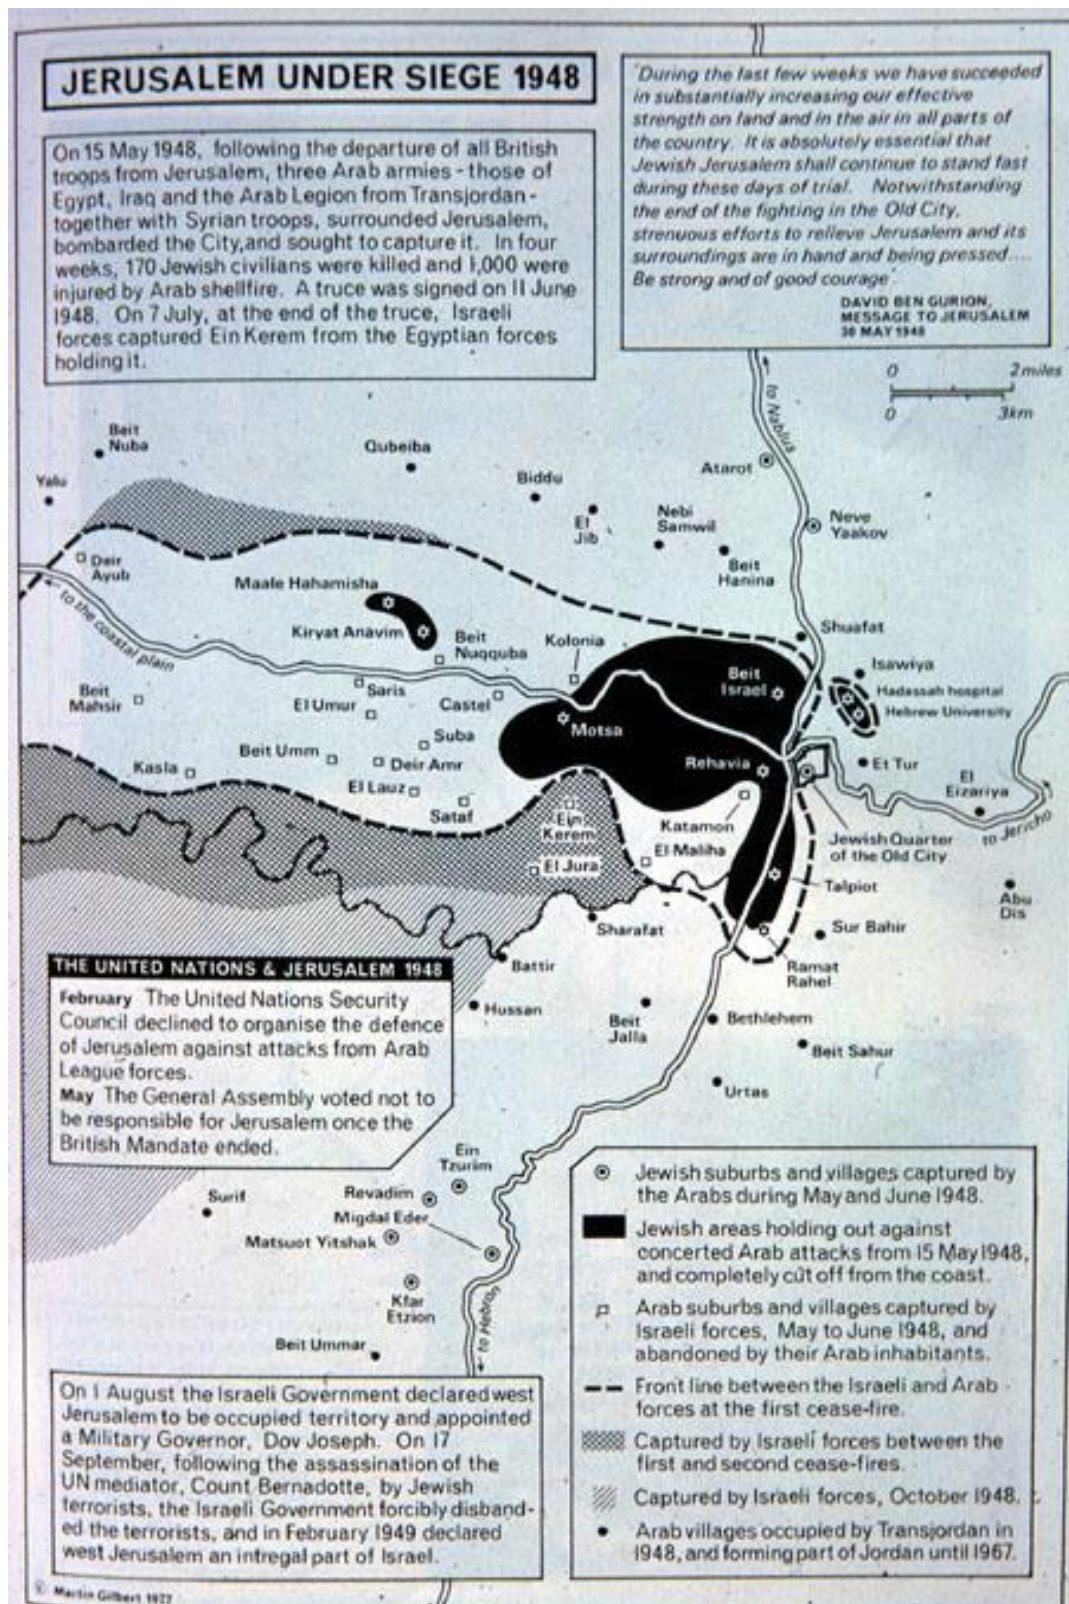 JERUSALEM UNDER SIEGE 1948
On 15 May 1948, following the departure of all British
troops from Jerusalem, three Arab armies - those of
Egypt, Iraq and the Arab Legion from Transjordan -
together with Syrian troops, surrounded Jerusalem,
bombarded the City, and sought to capture it. In four
weeks, 170 Jewish civilians were killed and 1,000 were
injured by Arab shellfire. A truce was signed on 11 June
1948. On 7 July, at the end of the truce, Israeli
forces captured Ein Kerem from the Egyptian forces
holding it.
'During the last few weeks we have succeeded
in substantially increasing our effective
strength on land and in the air in all parts of
the country. It is absolutely essential that
Jewish Jerusalem shall continue to stand fast
during these days of trial. Notwithstanding
the end of the fighting in the Old City,
strenuous efforts to relieve Jerusalem and its
surroundings are in hand and being pressed....
Be strong and of good courage'.
DAVID BEN GURION,
MESSAGE TO JERUSALEM
30 MAY 1948
0 2 miles
0 3km
to Nablus
Beit
Nuba
Qubeiba
Yalu
Biddu
Atarot
El
Jib
Nebi
Samwil
Neve
Yaakov
Beit
Hanina
Deir
Ayub
Maale Hahamisha
to the coastal plain
Kiryat Anavim
Beit
Nuqquba
Kolonia
Shuafat
Isawiya
Beit
Israel
Hadassah hospital
Hebrew University
Beit
Mahsir
Saris
El Umur
Castel
Motsa
Suba
Beit Umm
Deir Amr
Rehavia
Et Tur
Kasla
El Lauz
Sataf
El
Eizariya
Ein
Kerem
Katamon
to Jericho
Jewish Quarter
of the Old City
El Maliha
El Jura
Talpiot
Abu
Dis
Sharafat
Sur Bahir
Battir
Ramat
Rahel
Hussan
Beit
Jalla
Bethlehem
Beit Sahur
Urtas
THE UNITED NATIONS & JERUSALEM 1948
February The United Nations Security
Council declined to organise the defence
of Jerusalem against attacks from Arab
League forces.
May The General Assembly voted not to
be responsible for Jerusalem once the
British Mandate ended.
Ein
Tzurim
Surif
Revadim
Migdal Eder
Matsuot Yitshak
Kfar
Etzion
to Hebron
Beit Ummar
Jewish suburbs and villages captured by
the Arabs during May and June 1948.
Jewish areas holding out against
concerted Arab attacks from 15 May 1948,
and completely cut off from the coast.
Arab suburbs and villages captured by
Israeli forces, May to June 1948, and
abandoned by their Arab inhabitants.
Front line between the Israeli and Arab
forces at the first cease-fire.
Captured by Israeli forces between the
first and second cease-fires.
Captured by Israeli forces, October 1948.
Arab villages occupied by Transjordan in
1948, and forming part of Jordan until 1967.
On 1 August the Israeli Government declared west
Jerusalem to be occupied territory and appointed
a Military Governor, Dov Joseph. On 17
September, following the assassination of the
UN mediator, Count Bernadotte, by Jewish
terrorists, the Israeli Government forcibly disband-
ed the terrorists, and in February 1949 declared
west Jerusalem an intregal part of Israel.
© Martin Gilbert 1977